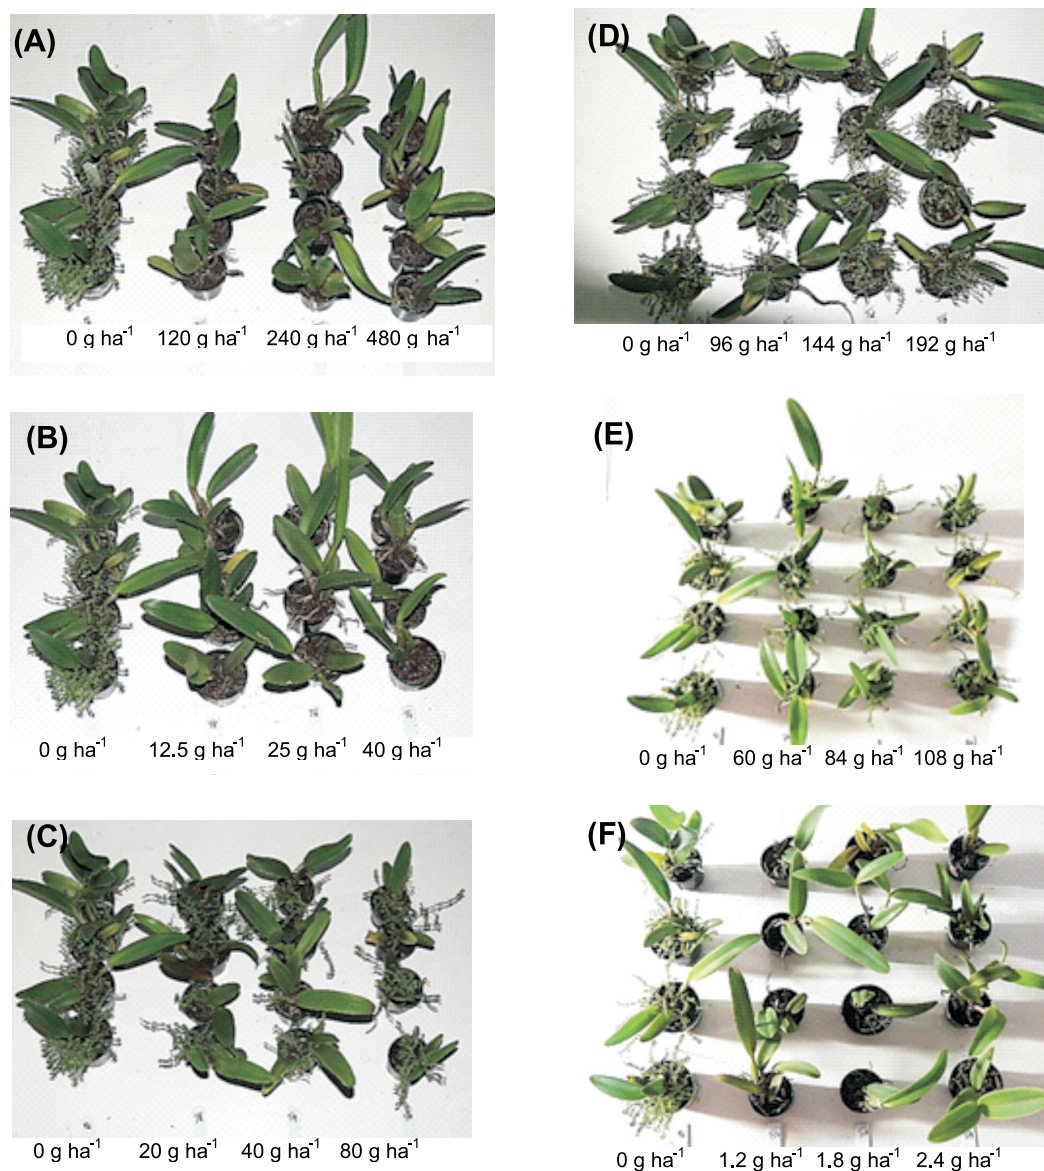 (A)
0 g ha⁻¹ 120 g ha⁻¹ 240 g ha⁻¹ 480 g ha⁻¹
(B)
0 g ha⁻¹ 12.5 g ha⁻¹ 25 g ha⁻¹ 40 g ha⁻¹
(C)
0 g ha⁻¹ 20 g ha⁻¹ 40 g ha⁻¹ 80 g ha⁻¹
(D)
0 g ha⁻¹ 96 g ha⁻¹ 144 g ha⁻¹ 192 g ha⁻¹
(E)
0 g ha⁻¹ 60 g ha⁻¹ 84 g ha⁻¹ 108 g ha⁻¹
(F)
0 g ha⁻¹ 1.2 g ha⁻¹ 1.8 g ha⁻¹ 2.4 g ha⁻¹